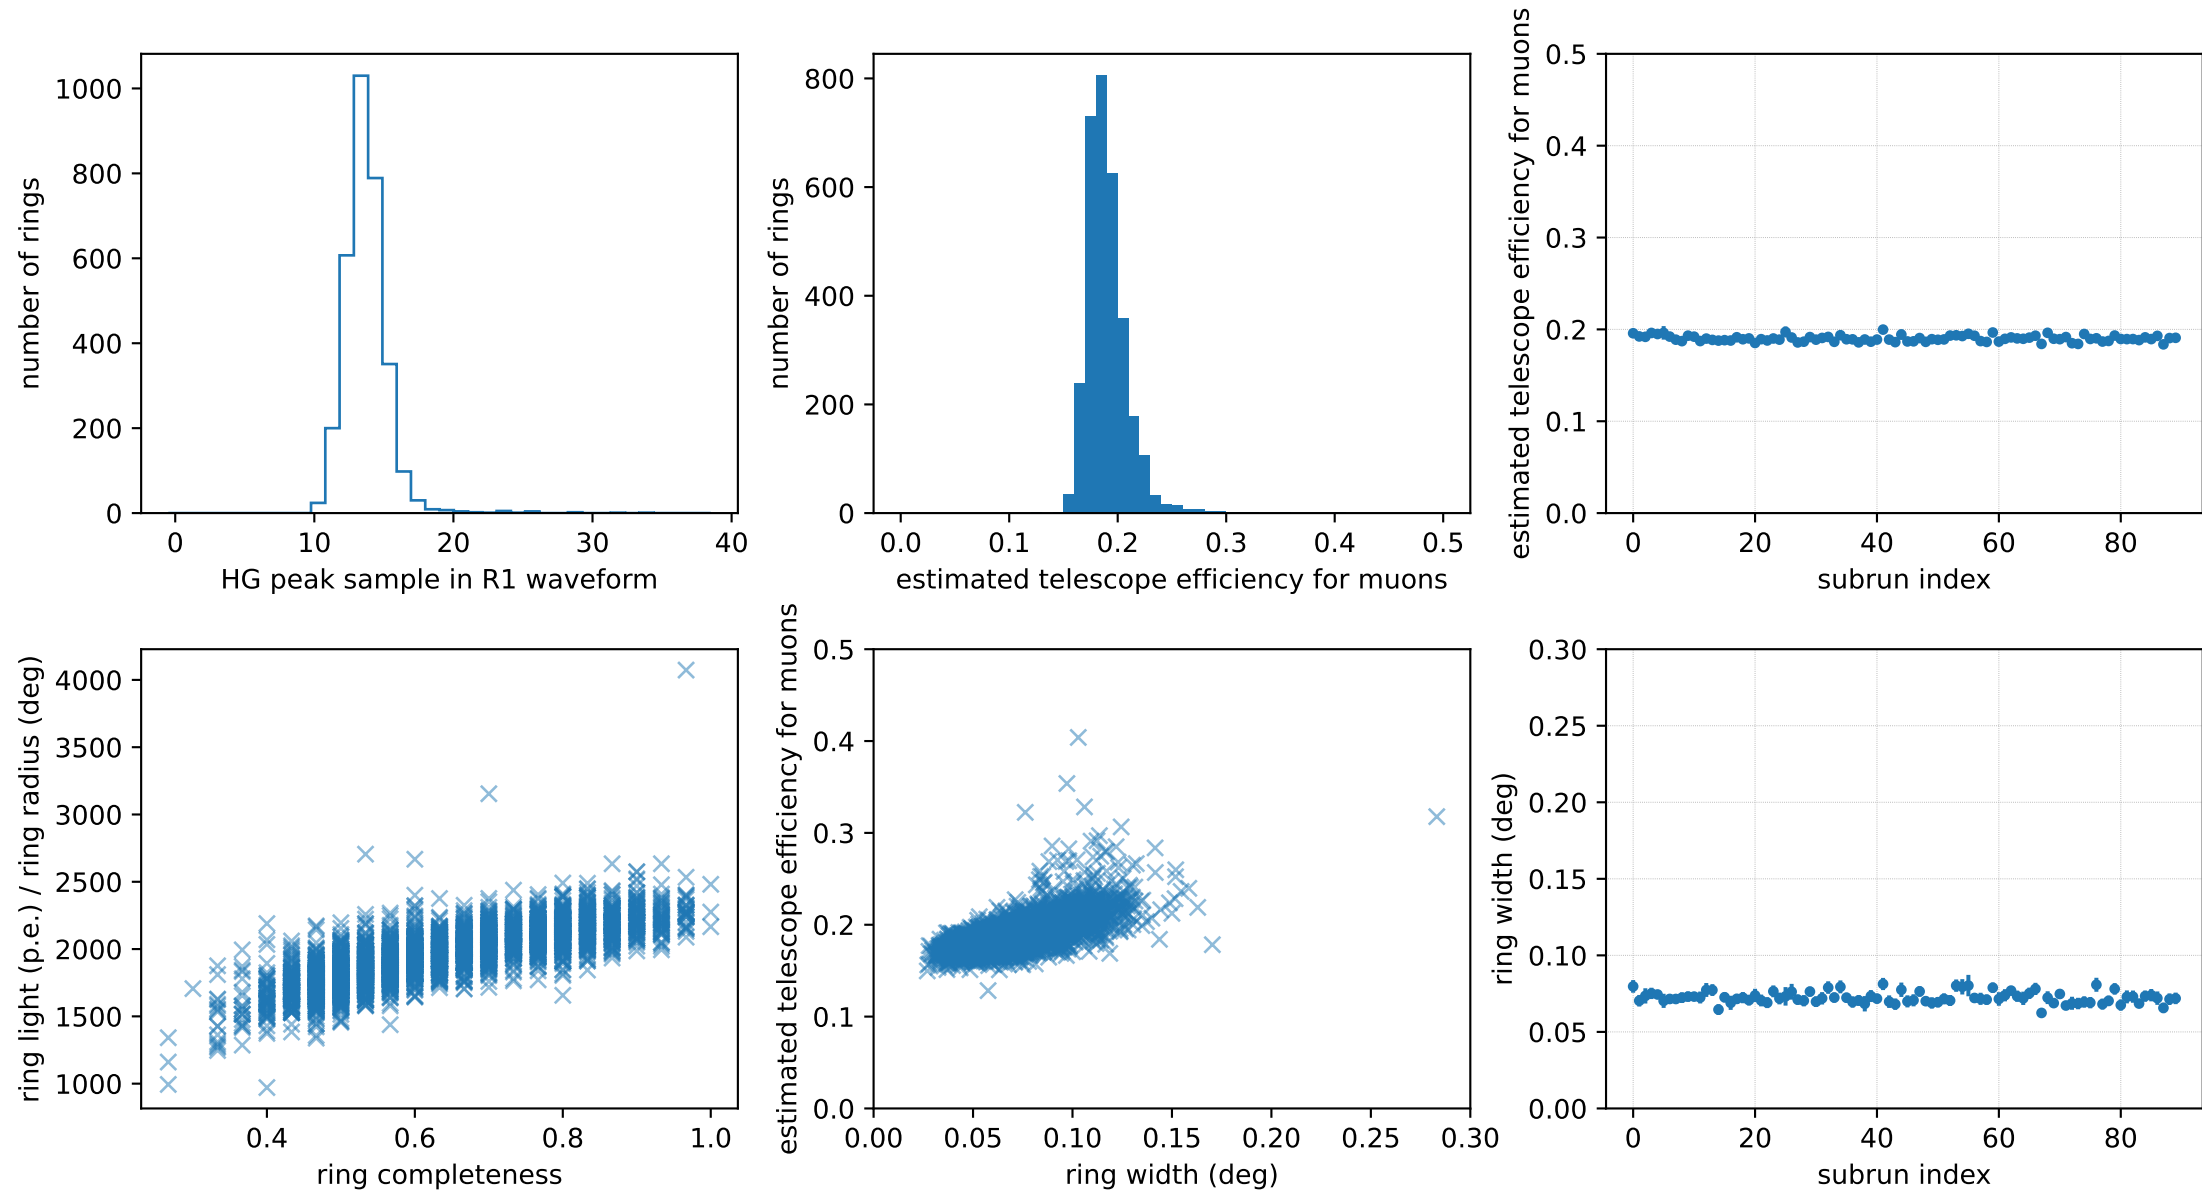 number of rings
1000
800
600
400
200
0
0 10 20 30 40
HG peak sample in R1 waveform
number of rings
800
600
400
200
0
0.0 0.1 0.2 0.3 0.4 0.5
estimated telescope efficiency for muons
estimated telescope efficiency for muons
0.5
0.4
0.3
0.2
0.1
0.0
0 20 40 60 80
subrun index
ring light (p.e.) / ring radius (deg)
4000
3500
3000
2500
2000
1500
1000
0.4 0.6 0.8 1.0
ring completeness
estimated telescope efficiency for muons
0.5
0.4
0.3
0.2
0.1
0.0
0.00 0.05 0.10 0.15 0.20 0.25 0.30
ring width (deg)
ring width (deg)
0.30
0.25
0.20
0.15
0.10
0.05
0.00
0 20 40 60 80
subrun index